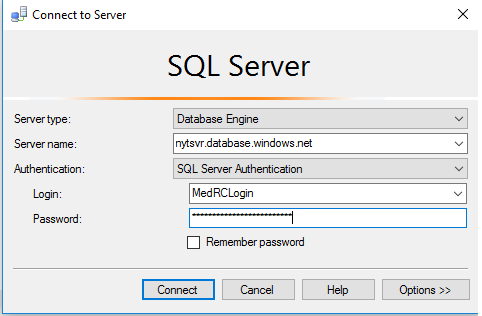 Connect to Server
SQL Server
Server type: Database Engine
Server name: nytsvr.database.windows.net
Authentication: SQL Server Authentication
Login: MedRCLogin
Password: ************************
Remember password
Connect Cancel Help Options >>